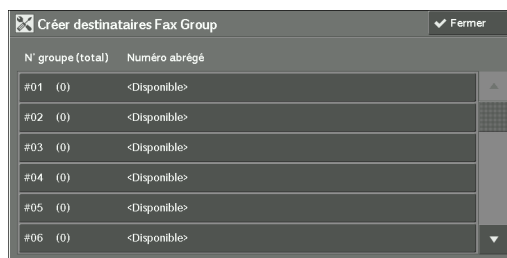 Créer destinataires Fax Group
Fermer
N° groupe (total) Numéro abrégé
#01 (0) <Disponible>
#02 (0) <Disponible>
#03 (0) <Disponible>
#04 (0) <Disponible>
#05 (0) <Disponible>
#06 (0) <Disponible>